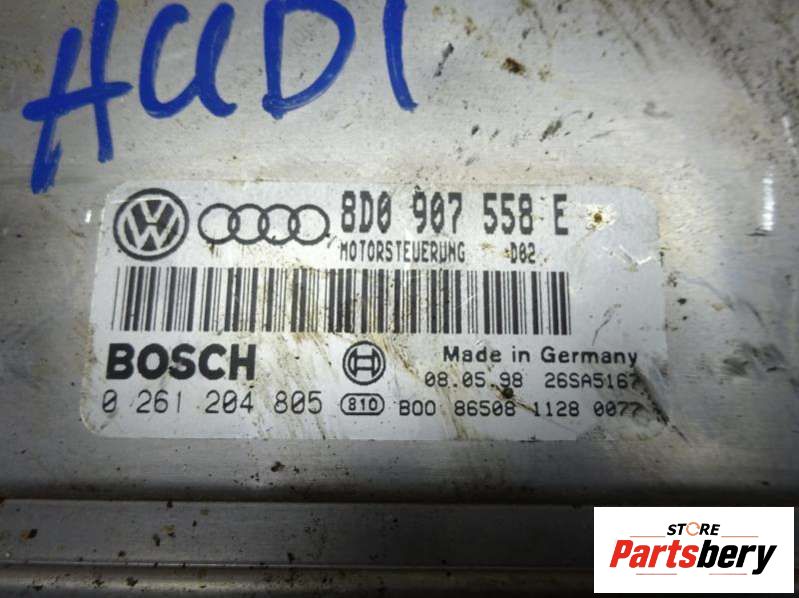 AUDI
8D0 907 558 E
MOTORSTEUERUNG D02
BOSCH
Made in Germany
08.05.98 26SA5167
0 261 204 805 810 B00 86508 1128 0077
STORE
Partsbery